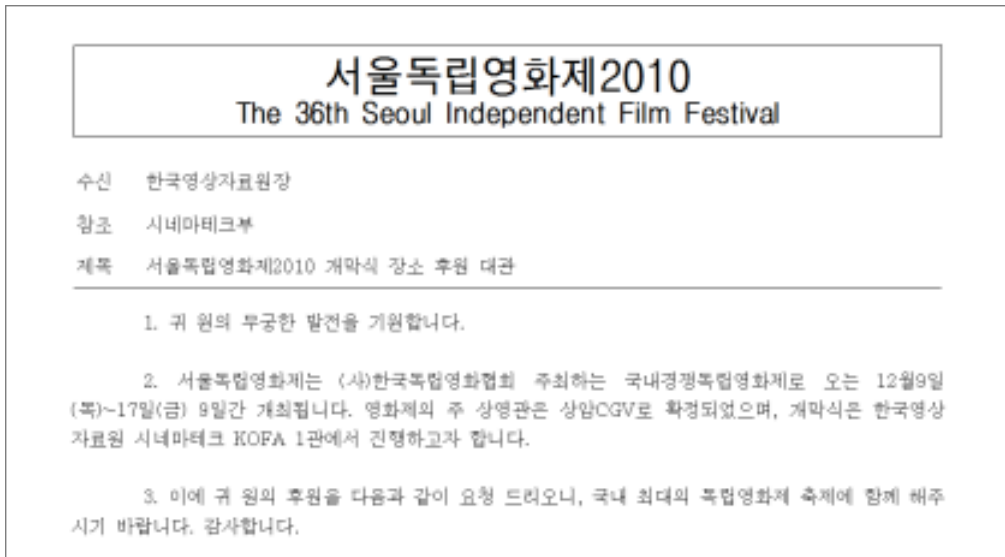 서울독립영화제2010
The 36th Seoul Independent Film Festival
수신 한국영상자료원장
참조 시네마테크부
제목 서울독립영화제2010 개막식 장소 후원 대관
1. 귀 원의 무궁한 발전을 기원합니다.
2. 서울독립영화제는 (사)한국독립영화협회 주최하는 국내경쟁독립영화제로 오는 12월9일
(목)~17일(금) 9일간 개최됩니다. 영화제의 주 상영관은 상암CGV로 확정되었으며, 개막식은 한국영상
자료원 시네마테크 KOFA 1관에서 진행하고자 합니다.
3. 이에 귀 원의 후원을 다음과 같이 요청 드리오니, 국내 최대의 독립영화제 축제에 함께 해주
시기 바랍니다. 감사합니다.